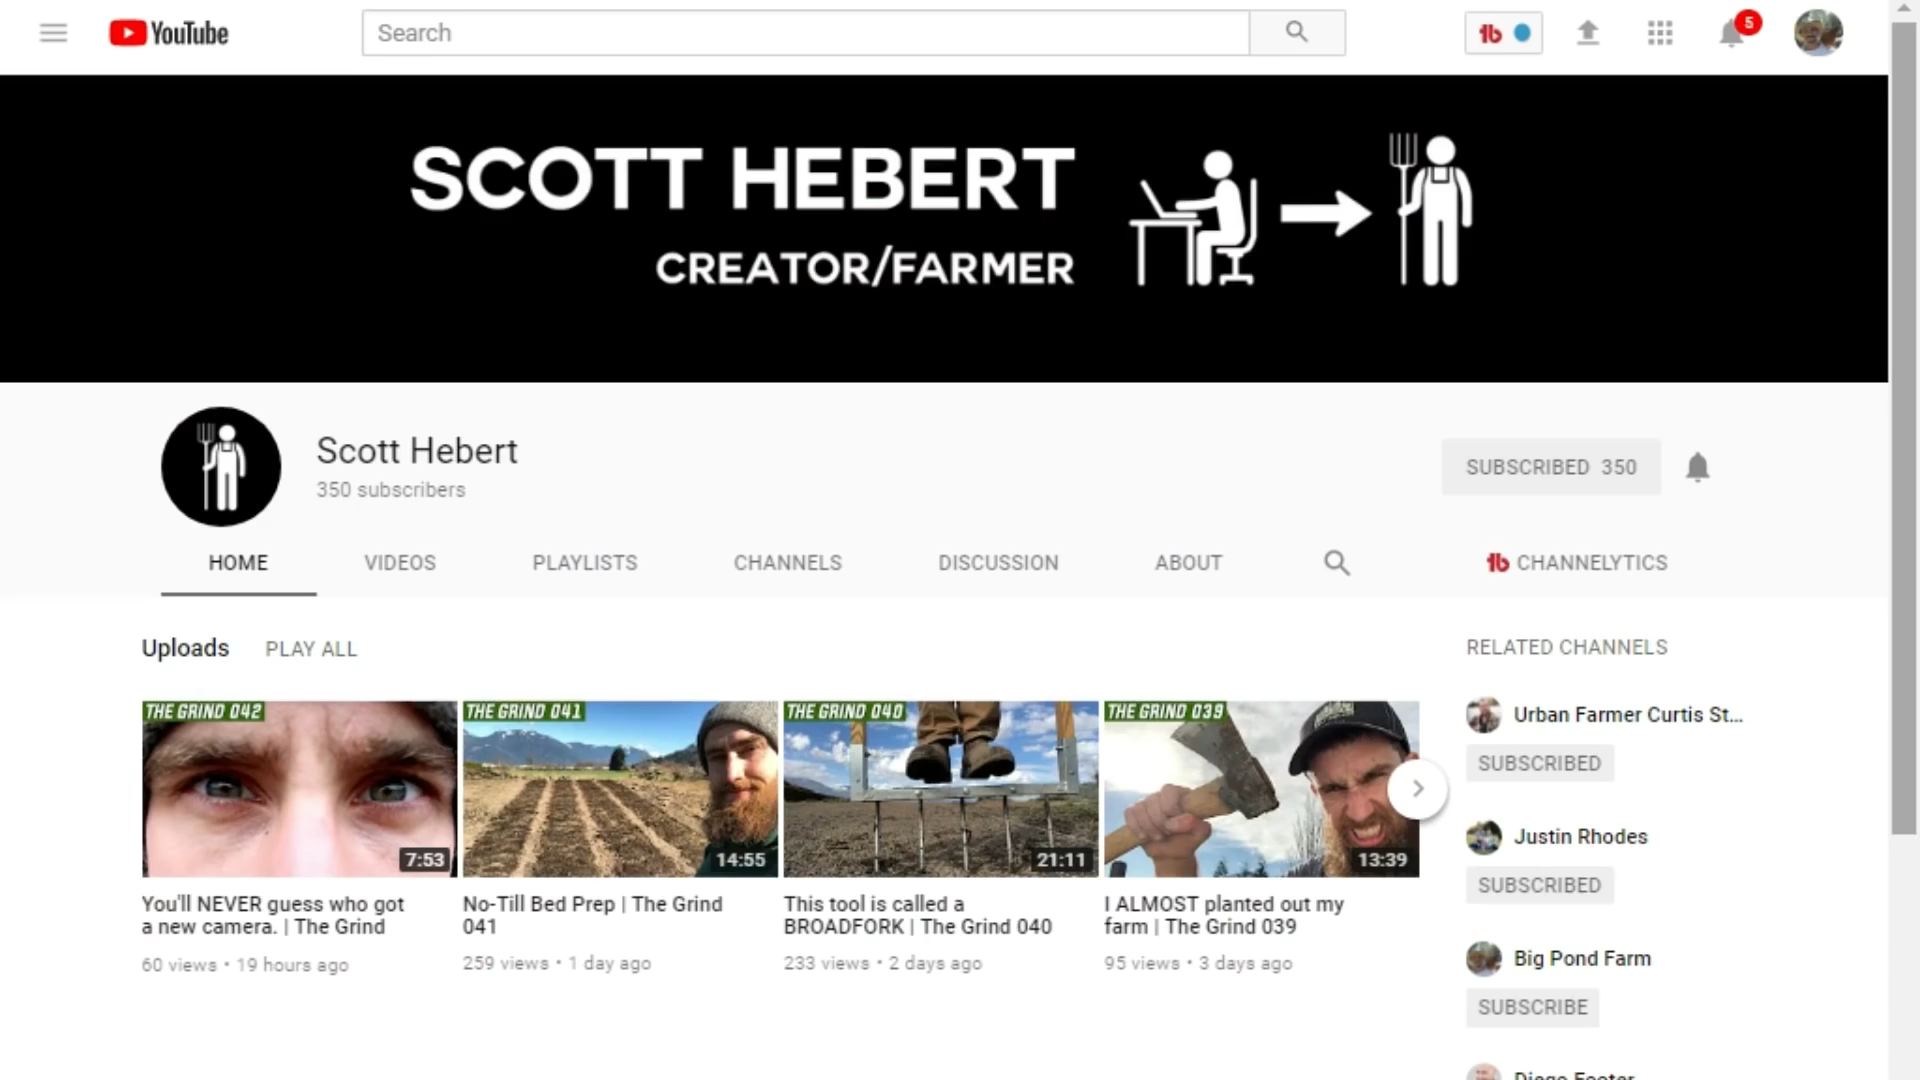 YouTube
Search
5
SCOTT HEBERT
CREATOR/FARMER
Scott Hebert
350 subscribers
SUBSCRIBED 350
HOME VIDEOS PLAYLISTS CHANNELS DISCUSSION ABOUT CHANNELYTICS
Uploads PLAY ALL
THE GRIND 042
7:53
You'll NEVER guess who got
a new camera. | The Grind
60 views • 19 hours ago
THE GRIND 041
14:55
No-Till Bed Prep | The Grind
041
259 views • 1 day ago
THE GRIND 040
21:11
This tool is called a
BROADFORK | The Grind 040
233 views • 2 days ago
THE GRIND 039
13:39
I ALMOST planted out my
farm | The Grind 039
95 views • 3 days ago
RELATED CHANNELS
Urban Farmer Curtis St...
SUBSCRIBED
Justin Rhodes
SUBSCRIBED
Big Pond Farm
SUBSCRIBE